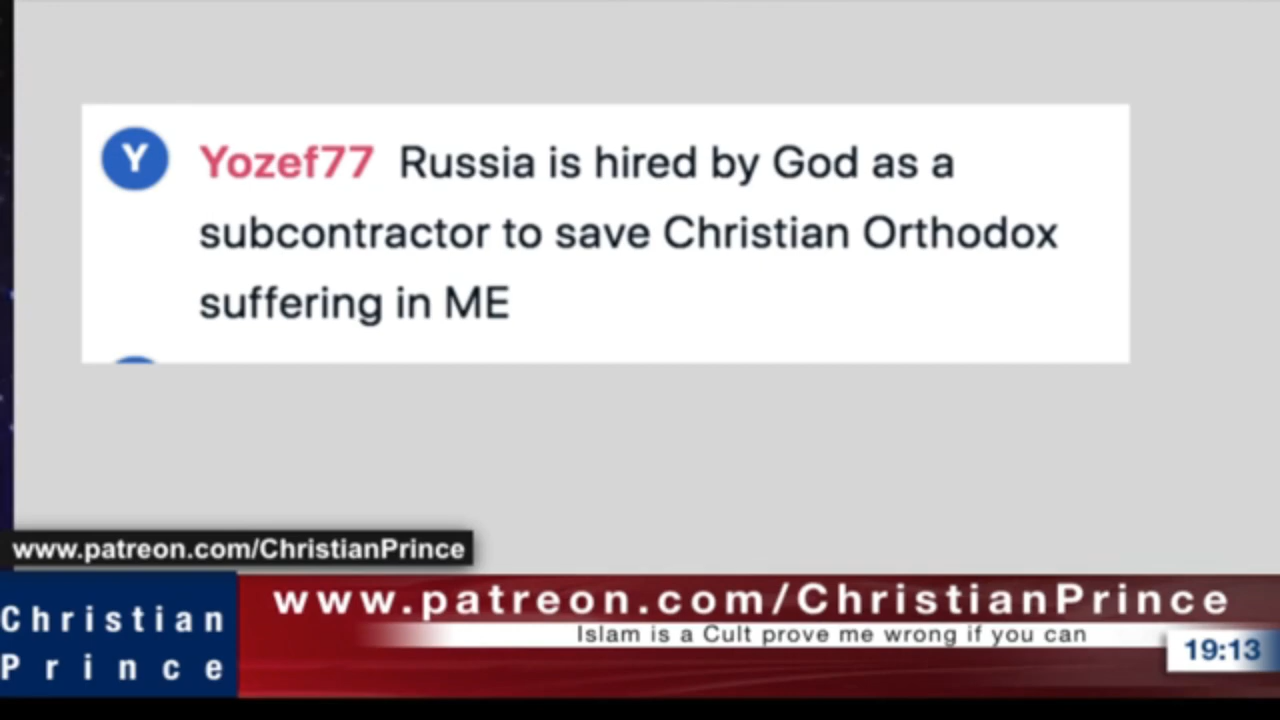 Y
Yozef77 Russia is hired by God as a
subcontractor to save Christian Orthodox
suffering in ME
www.patreon.com/ChristianPrince
Christian
Prince
www.patreon.com/ChristianPrince
Islam is a Cult prove me wrong if you can
19:13